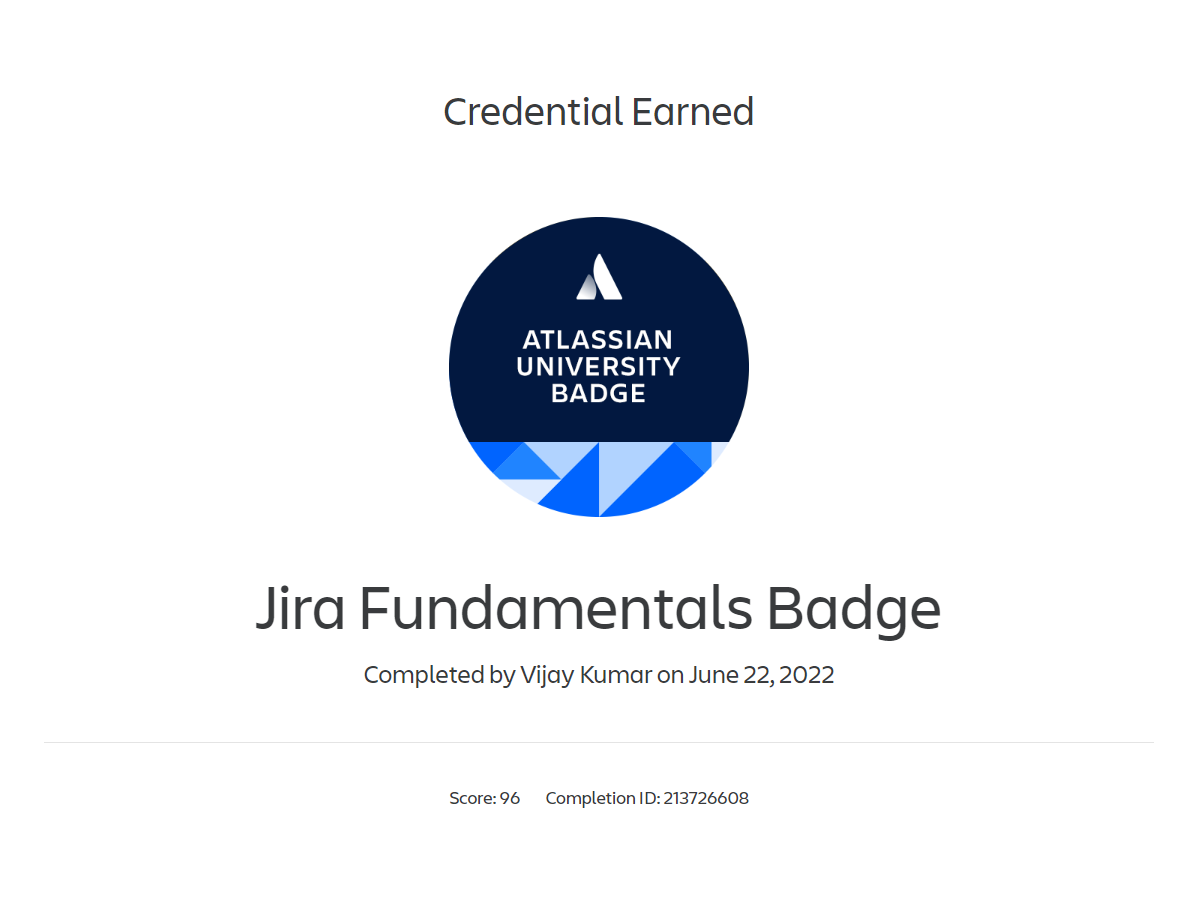 Credential Earned
ATLASSIAN
UNIVERSITY
BADGE
Jira Fundamentals Badge
Completed by Vijay Kumar on June 22, 2022
Score: 96 Completion ID: 213726608